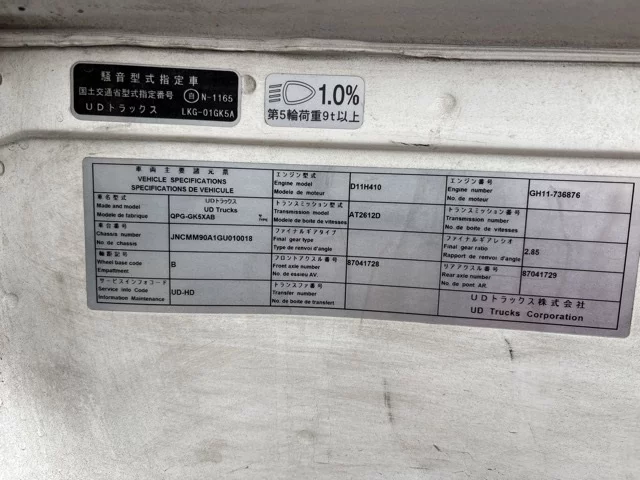 騒音型式指定車
国土交通省型式指定番号 自 N-1165
UDトラックス LKG-01GK5A
1.0%
第5輪荷重9t以上
車両主要諸元票
VEHICLE SPECIFICATIONS
SPECIFICATIONS DE VEHICULE
車名型式 UDトラックス
Make and model UD Trucks
Modele de fabrique QPG-GK5XAB
車台番号
Chassis number JNCMM90A1GU010018
No. de chassis
軸距記号
Wheel base code B
Empattement
サービスインフォコード
Service info Code UD-HD
Information Maintenance
エンジン型式
Engine model D11H410
Modele de moteur
トランスミッション型式
Transmission model AT2612D
Modele de boite de vitesses
ファイナルギアタイプ
Final gear type
Type de renvoi d'angle
フロントアクスル番号
Front axle number 87041728
No. de essieu AV.
トランスファ番号
Transfer number
No. de boite de transfert
エンジン番号
Engine number GH11-736876
No. de moteur
トランスミッション番号
Transmission number
No. de boite de vitesses
ファイナルギアレシオ
Final gear ratio 2.85
Rapport de renvoi d'angle
リアアクスル番号
Rear axle number 87041729
No. de pont AR.
UDトラックス株式会社
UD Trucks Corporation